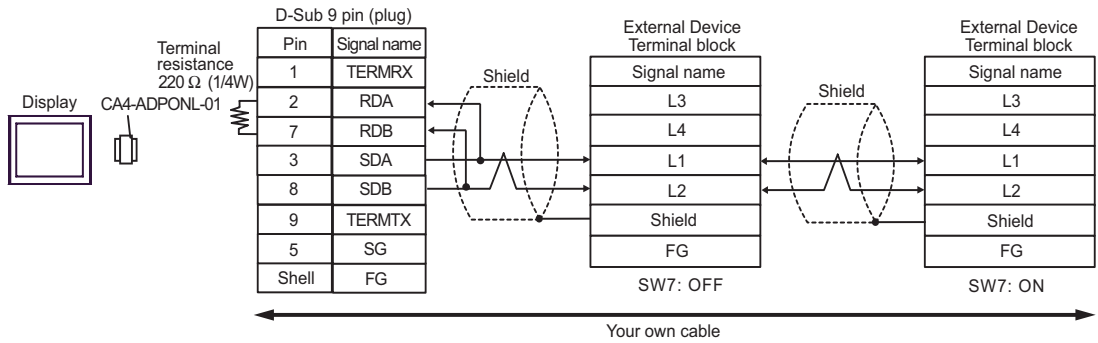 D-Sub 9 pin (plug)
Terminal
resistance
220 Ω (1/4W)
Display
CA4-ADPONL-01
Pin Signal name
1 TERMRX
2 RDA
7 RDB
3 SDA
8 SDB
9 TERMTX
5 SG
Shell FG
Shield
External Device
Terminal block
Signal name
L3
L4
L1
L2
Shield
FG
SW7: OFF
Shield
External Device
Terminal block
Signal name
L3
L4
L1
L2
Shield
FG
SW7: ON
Your own cable